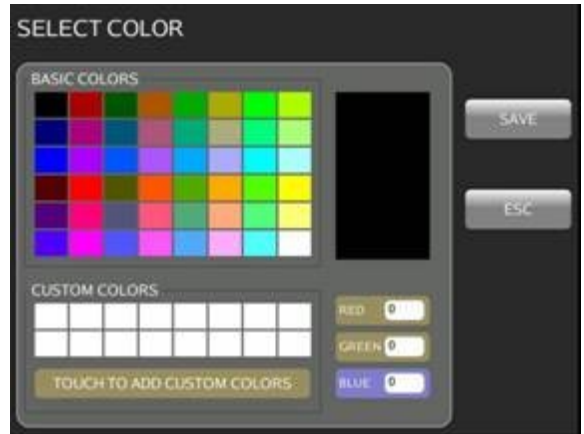 SELECT COLOR
BASIC COLORS
SAVE
ESC
CUSTOM COLORS
RED 0
GREEN 0
TOUCH TO ADD CUSTOM COLORS
BLUE 0